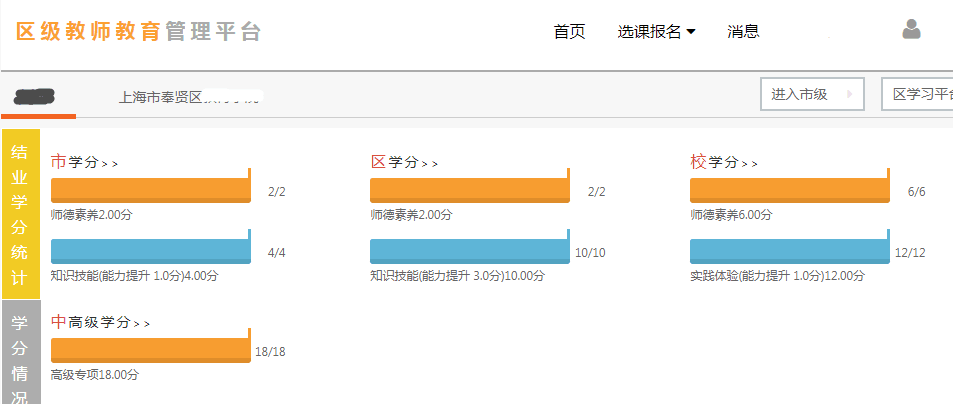 区级教师教育管理平台
首页 选课报名 消息
上海市奉贤区
进入市级
区学习平台
结业学分统计
市学分>>
2/2
师德素养2.00分
4/4
知识技能(能力提升 1.0分)4.00分
区学分>>
2/2
师德素养2.00分
10/10
知识技能(能力提升 3.0分)10.00分
校学分>>
6/6
师德素养6.00分
12/12
实践体验(能力提升 1.0分)12.00分
学分情况
中高级学分>>
18/18
高级专项18.00分